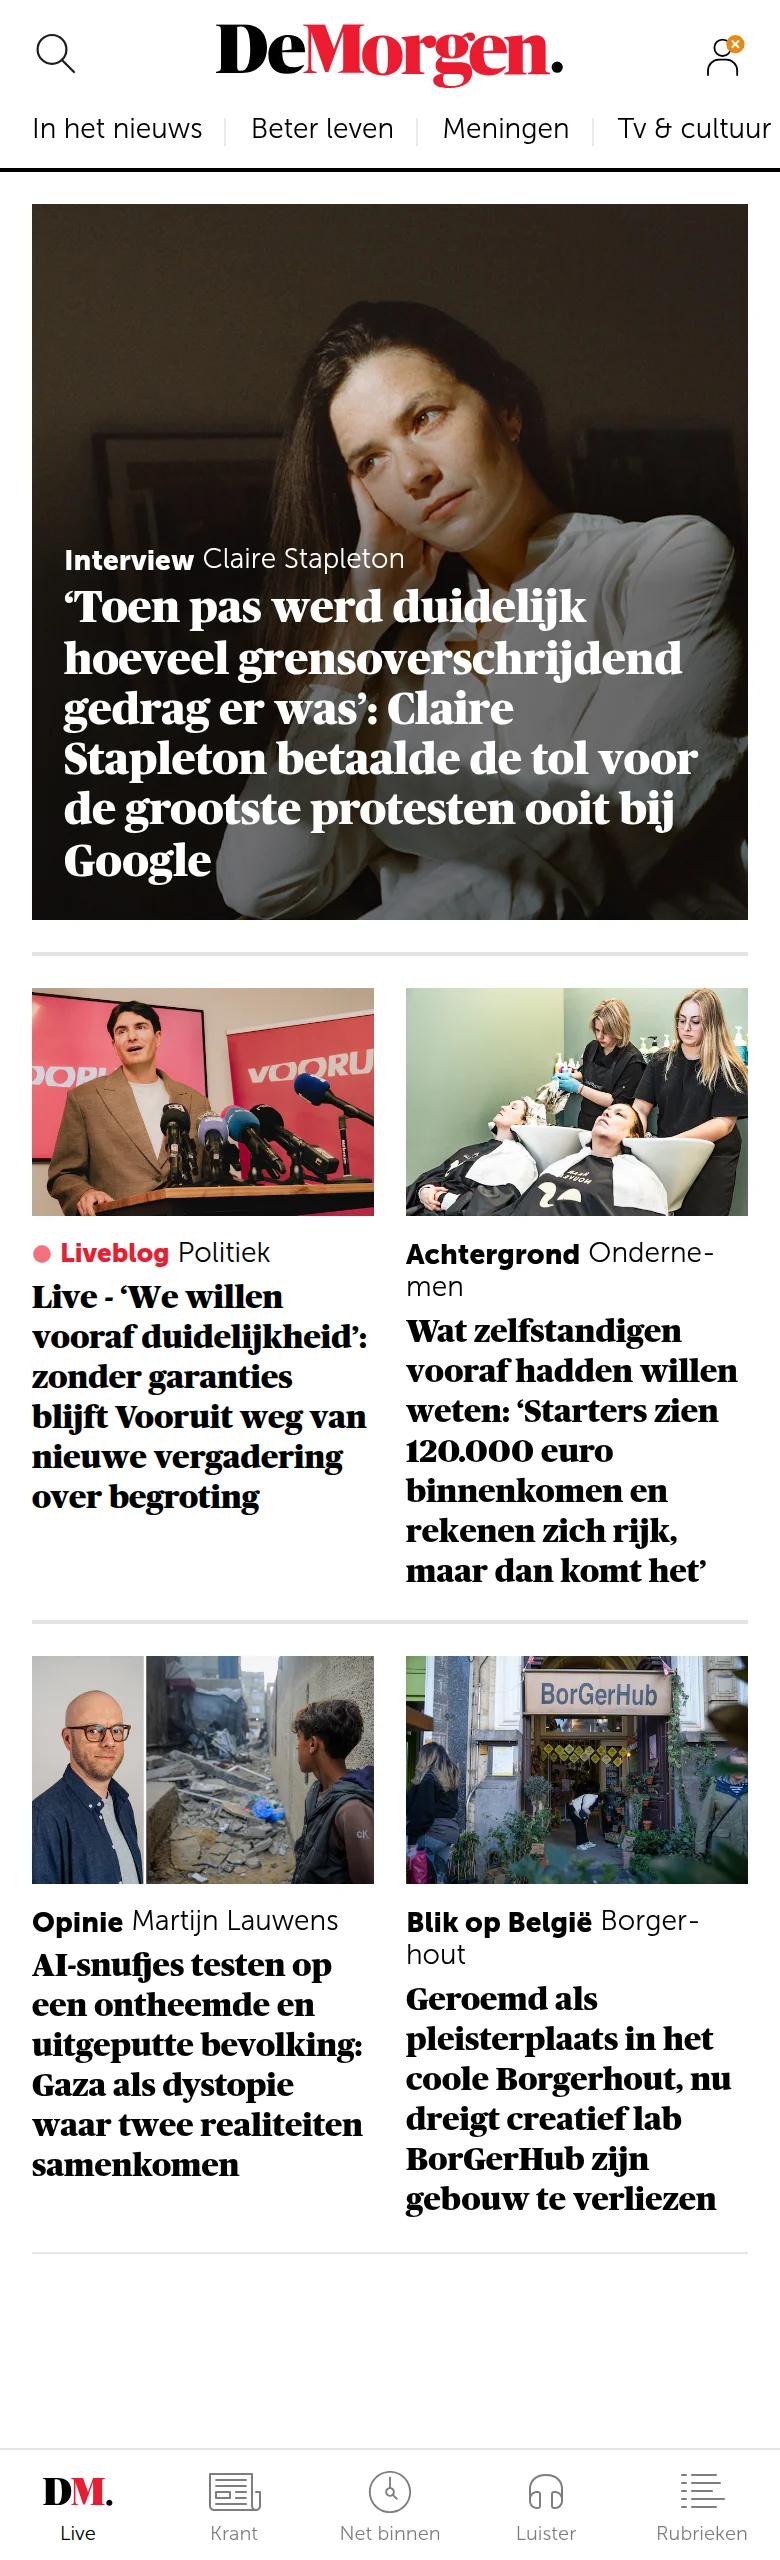 DeMorgen.
In het nieuws
Beter leven
Meningen
Tv & cultuur
Interview Claire Stapleton
‘Toen pas werd duidelijk
hoeveel grensoverschrijdend
gedrag er was’: Claire
Stapleton betaalde de tol voor
de grootste protesten ooit bij
Google
VOORU
Liveblog Politiek
Live - ‘We willen
vooraf duidelijkheid’:
zonder garanties
blijft Vooruit weg van
nieuwe vergadering
over begroting
Achtergrond Onderne-
men
Wat zelfstandigen
vooraf hadden willen
weten: ‘Starters zien
120.000 euro
binnenkomen en
rekenen zich rijk,
maar dan komt het’
CK
BorGerHub
Opinie Martijn Lauwens
AI-snufjes testen op
een ontheemde en
uitgeputte bevolking:
Gaza als dystopie
waar twee realiteiten
samenkomen
Blik op België Borger-
hout
Geroemd als
pleisterplaats in het
coole Borgerhout, nu
dreigt creatief lab
BorGerHub zijn
gebouw te verliezen
DM.
Live
Krant
Net binnen
Luister
Rubrieken